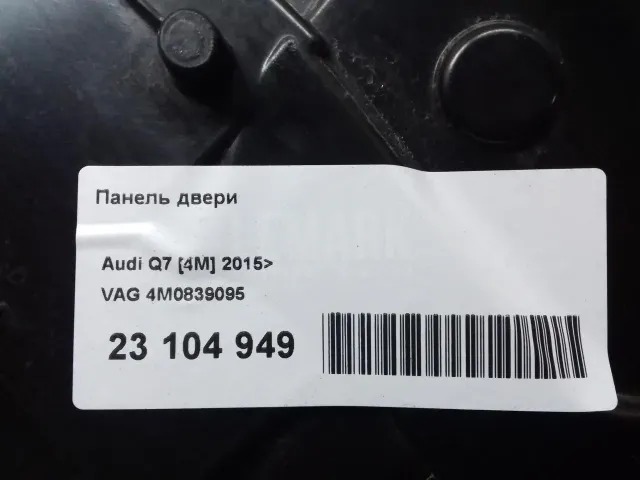 Панель двери
Audi Q7 [4M] 2015>
VAG 4M0839095
23 104 949